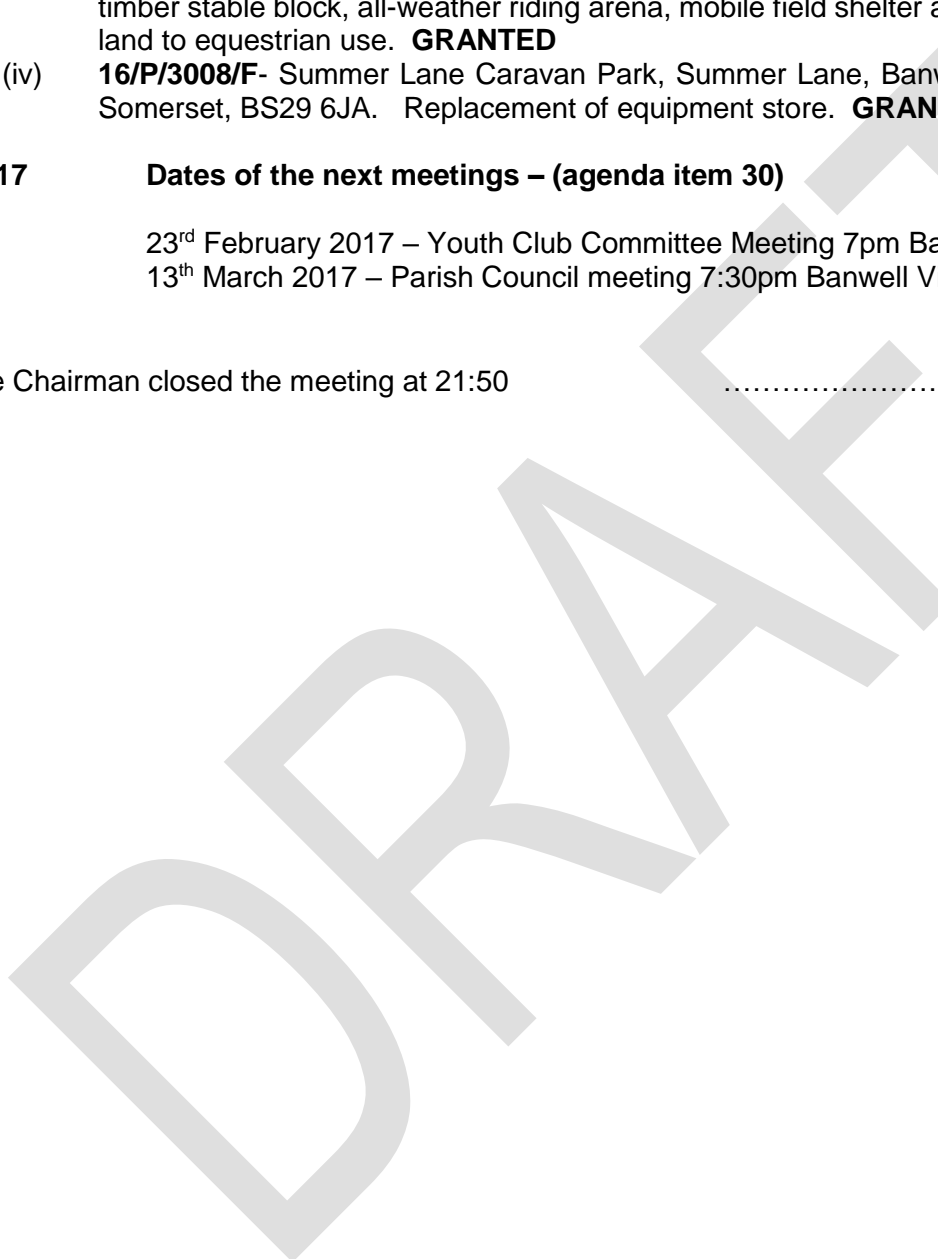 timber stable block, all-weather riding arena, mobile field shelter
land to equestrian use. GRANTED
(iv) 16/P/3008/F- Summer Lane Caravan Park, Summer Lane,
Somerset, BS29 6JA. Replacement of equipment store.
17 Dates of the next meetings – (agenda item 30)
23rd February 2017 – Youth Club Committee Meeting 7pm
13th March 2017 – Parish Council meeting 7:30pm Banwell
Chairman closed the meeting at 21:50 ……………………
DRAFT